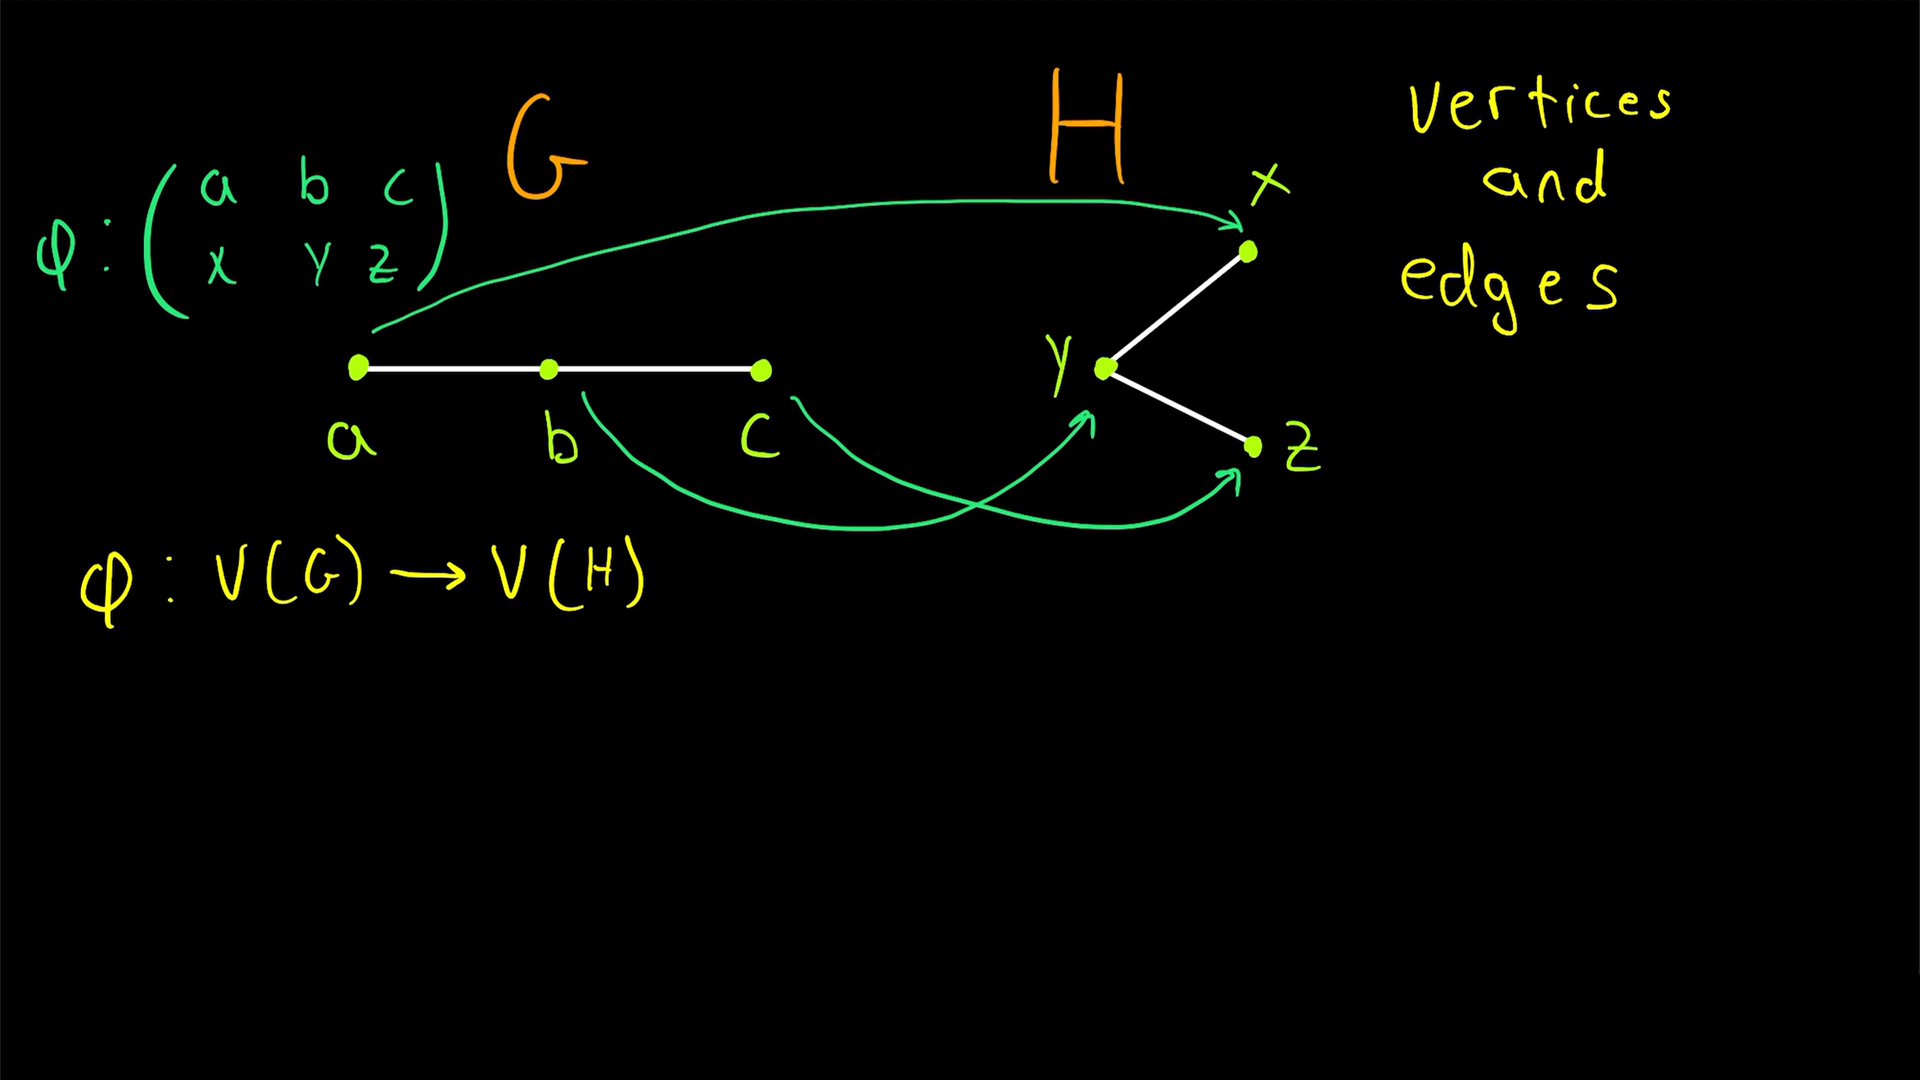 G
H
vertices
and
edges
φ: ( a b c )
( x y z )
x
y
z
a
b
c
φ: V(G) → V(H)